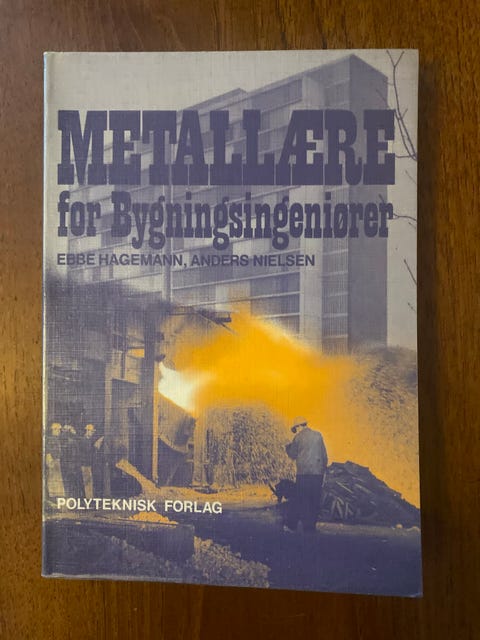 METALLÆRE
for Bygningsingeniører
EBBE HAGEMANN, ANDERS NIELSEN
POLYTEKNISK FORLAG